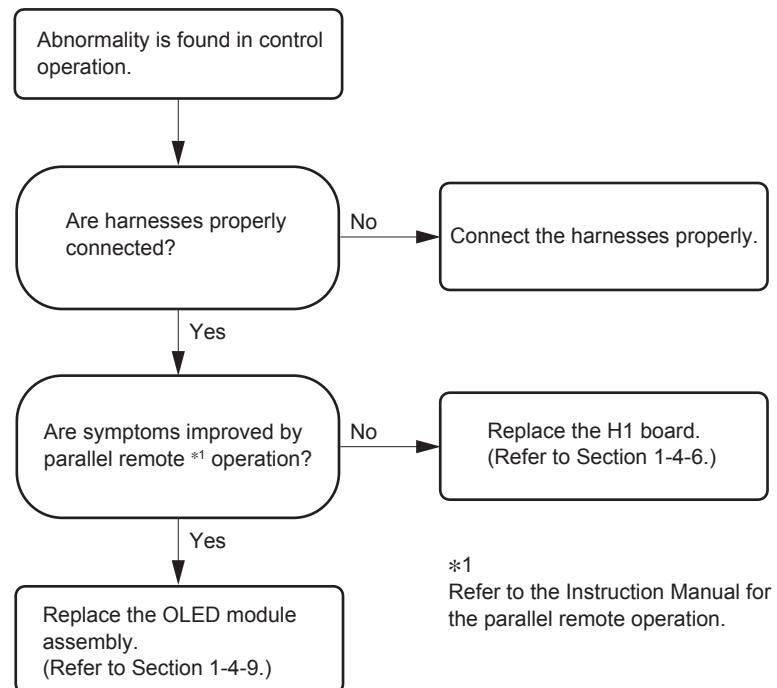 Abnormality is found in control
operation.
Are harnesses properly
connected?
No
Connect the harnesses properly.
Yes
Are symptoms improved by
parallel remote *1 operation?
No
Replace the H1 board.
(Refer to Section 1-4-6.)
Yes
Replace the OLED module
assembly.
(Refer to Section 1-4-9.)
*1
Refer to the Instruction Manual for
the parallel remote operation.